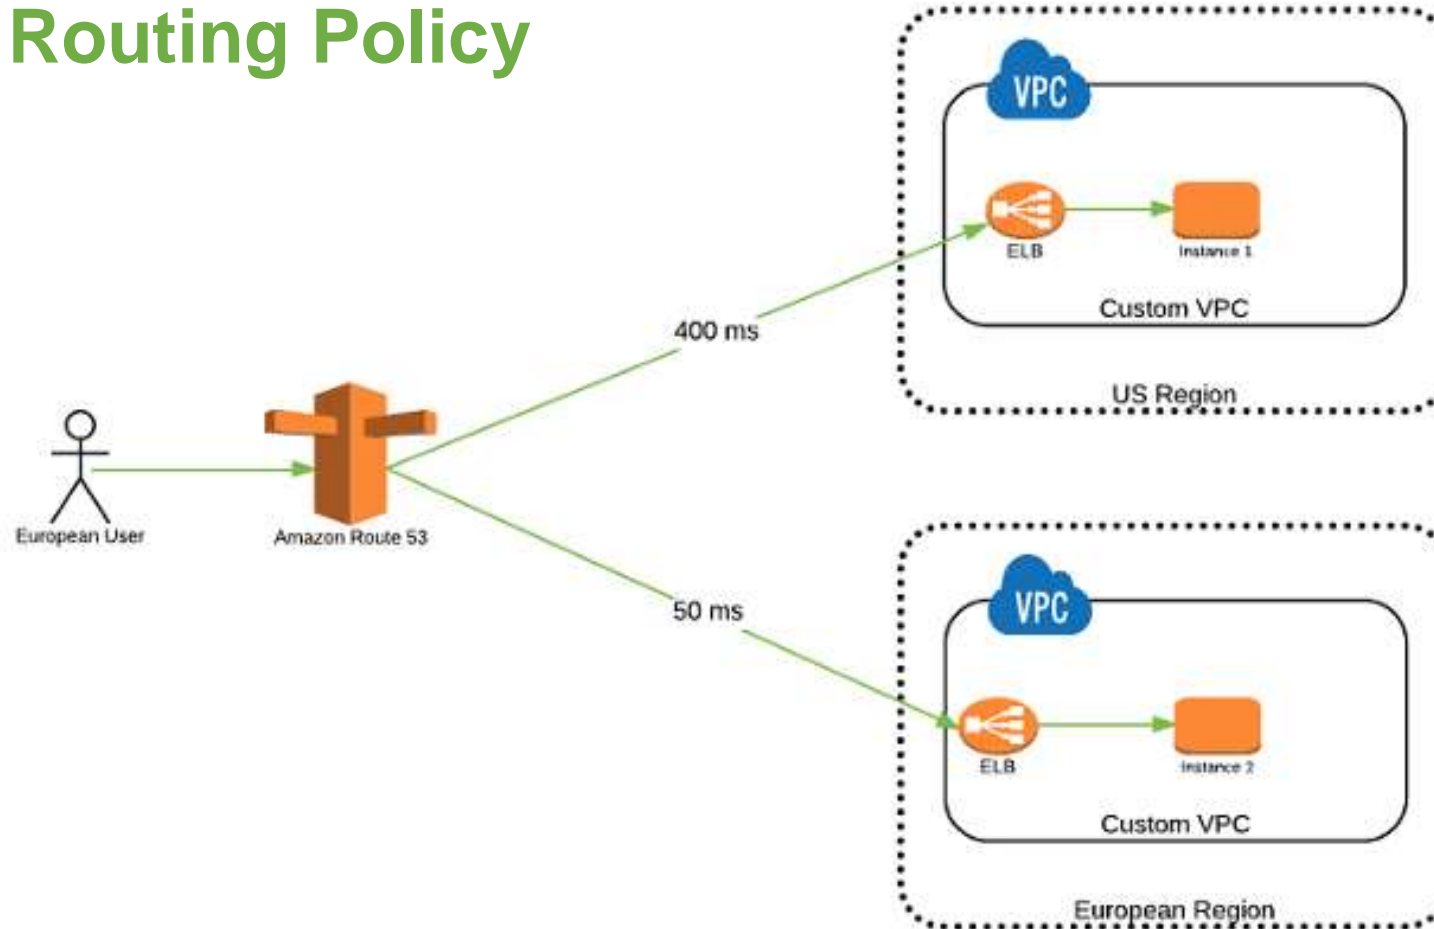 Routing Policy
VPC
ELB
Instance 1
Custom VPC
US Region
400 ms
European User
Amazon Route 53
50 ms
VPC
ELB
Instance 2
Custom VPC
European Region